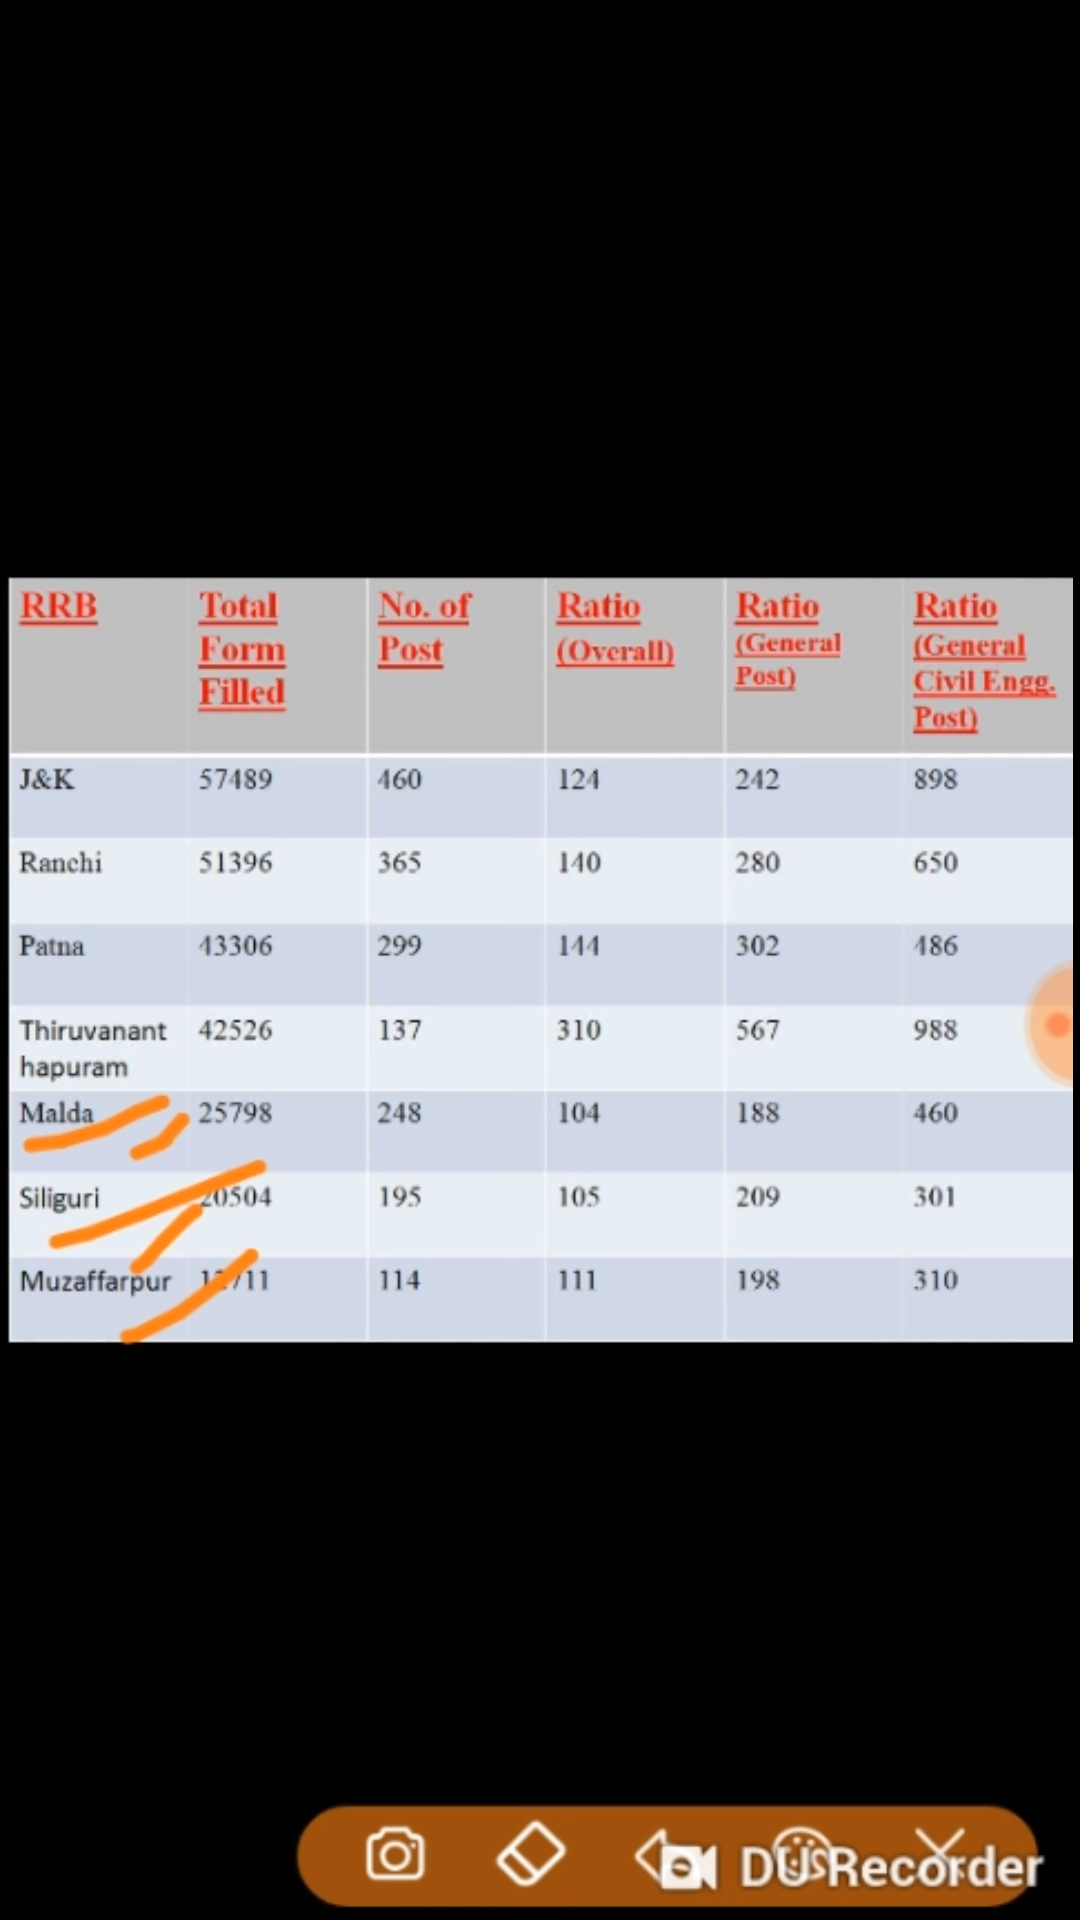 RRB Total Form Filled No. of Post Ratio (Overall) Ratio (General Post) Ratio (General Civil Engg. Post)
J&K 57489 460 124 242 898
Ranchi 51396 365 140 280 650
Patna 43306 299 144 302 486
Thiruvananthapuram 42526 137 310 567 988
Malda 25798 248 104 188 460
Siliguri 20504 195 105 209 301
Muzaffarpur 114 111 198 310
DU Recorder